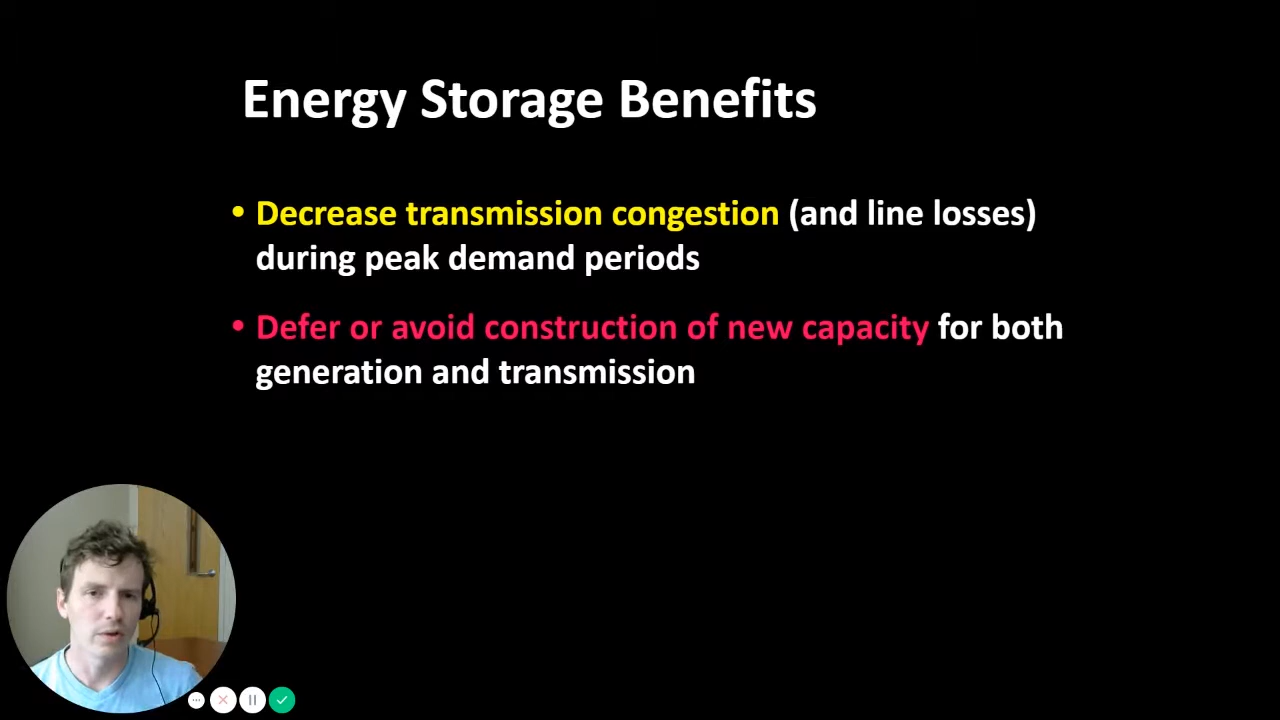 Energy Storage Benefits
• Decrease transmission congestion (and line losses)
during peak demand periods
• Defer or avoid construction of new capacity for both
generation and transmission